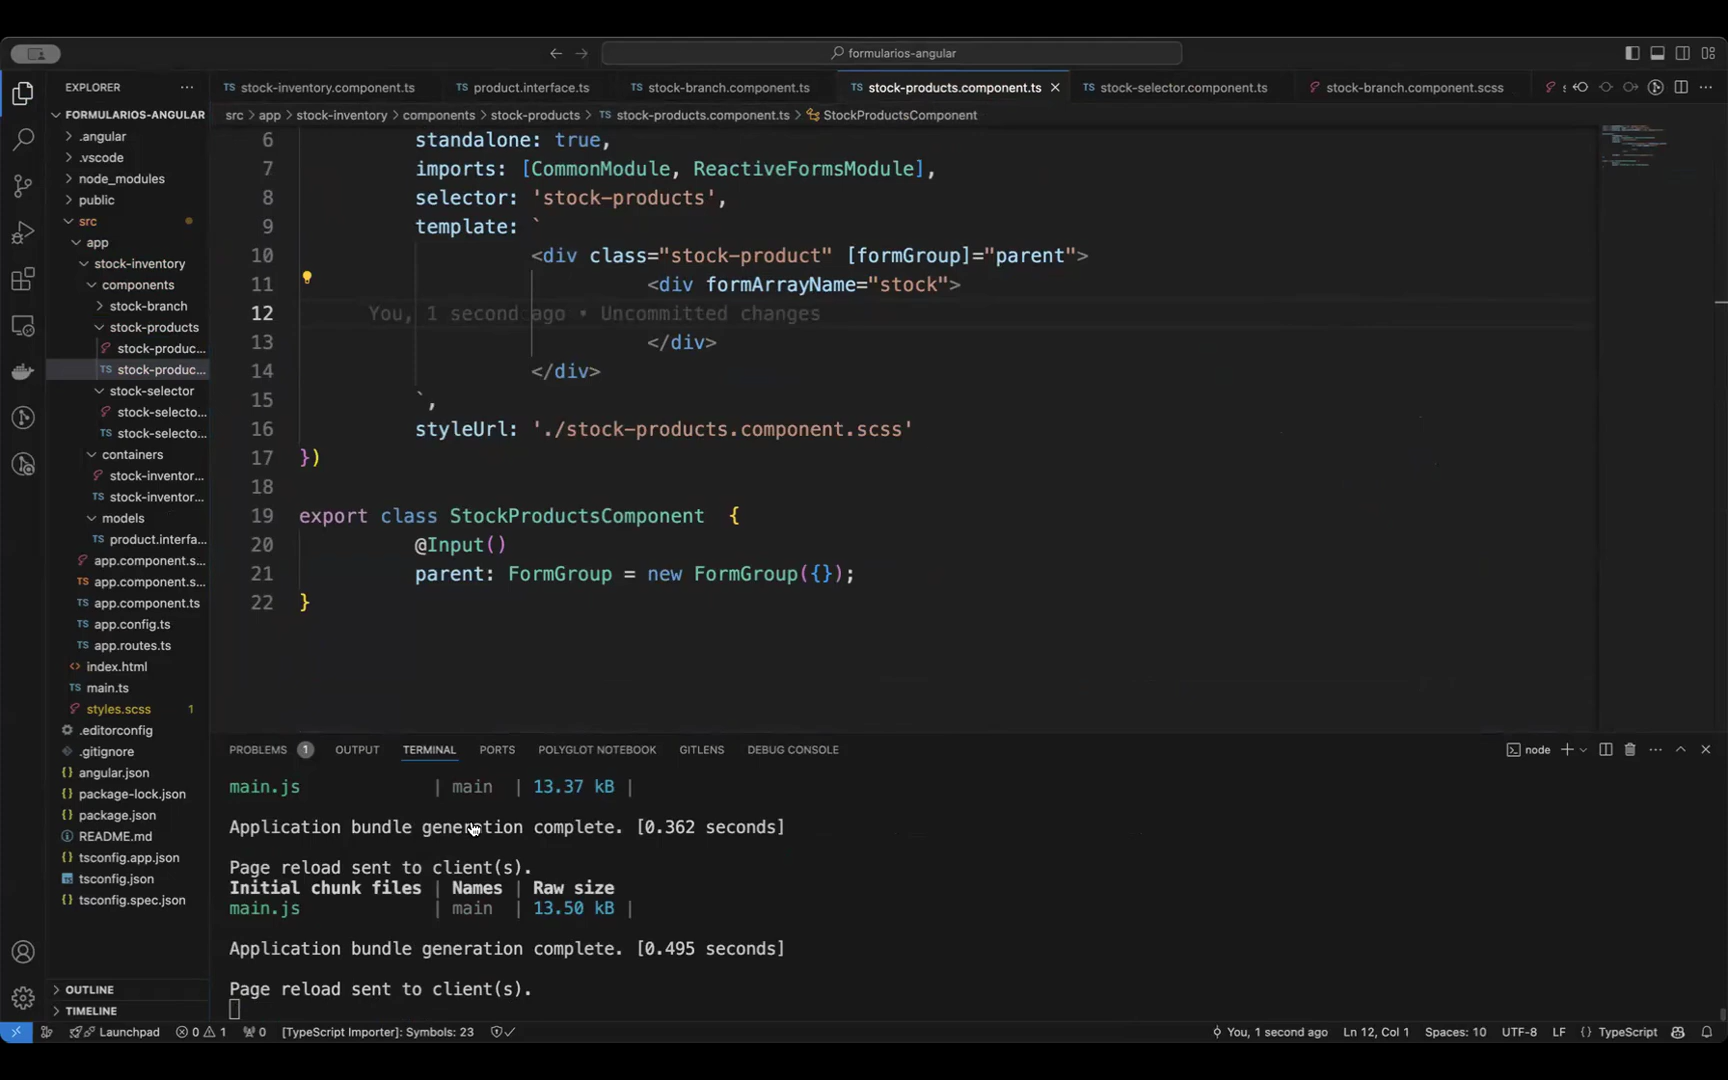 formularios-angular
EXPLORER
stock-inventory.component.ts
product.interface.ts
stock-branch.component.ts
stock-products.component.ts
stock-selector.component.ts
stock-branch.component.scss
FORMULARIOS-ANGULAR
src > app > stock-inventory > components > stock-products > stock-products.component.ts > StockProductsComponent
.angular
.vscode
node_modules
public
src
app
stock-inventory
components
stock-branch
stock-products
stock-produc...
stock-produc...
stock-selector
stock-selecto...
stock-selecto...
containers
stock-inventor...
stock-inventor...
models
product.interfa...
app.component.s...
app.component.s...
app.component.ts
app.config.ts
app.routes.ts
index.html
main.ts
styles.scss 1
.editorconfig
.gitignore
angular.json
package-lock.json
package.json
README.md
tsconfig.app.json
tsconfig.json
tsconfig.spec.json
OUTLINE
TIMELINE
6 standalone: true,
7 imports: [CommonModule, ReactiveFormsModule],
8 selector: 'stock-products',
9 template: `
10 <div class="stock-product" [formGroup]="parent">
11 <div formArrayName="stock">
12 You, 1 second ago • Uncommitted changes
13 </div>
14 </div>
15 `,
16 styleUrl: './stock-products.component.scss'
17 })
18
19 export class StockProductsComponent {
20 @Input()
21 parent: FormGroup = new FormGroup({});
22 }
PROBLEMS 1 OUTPUT TERMINAL PORTS POLYGLOT NOTEBOOK GITLENS DEBUG CONSOLE
node
main.js | main | 13.37 kB |
Application bundle generation complete. [0.362 seconds]
Page reload sent to client(s).
Initial chunk files | Names | Raw size
main.js | main | 13.50 kB |
Application bundle generation complete. [0.495 seconds]
Page reload sent to client(s).
Launchpad 0 1 0 [TypeScript Importer]: Symbols: 23
You, 1 second ago Ln 12, Col 1 Spaces: 10 UTF-8 LF {} TypeScript